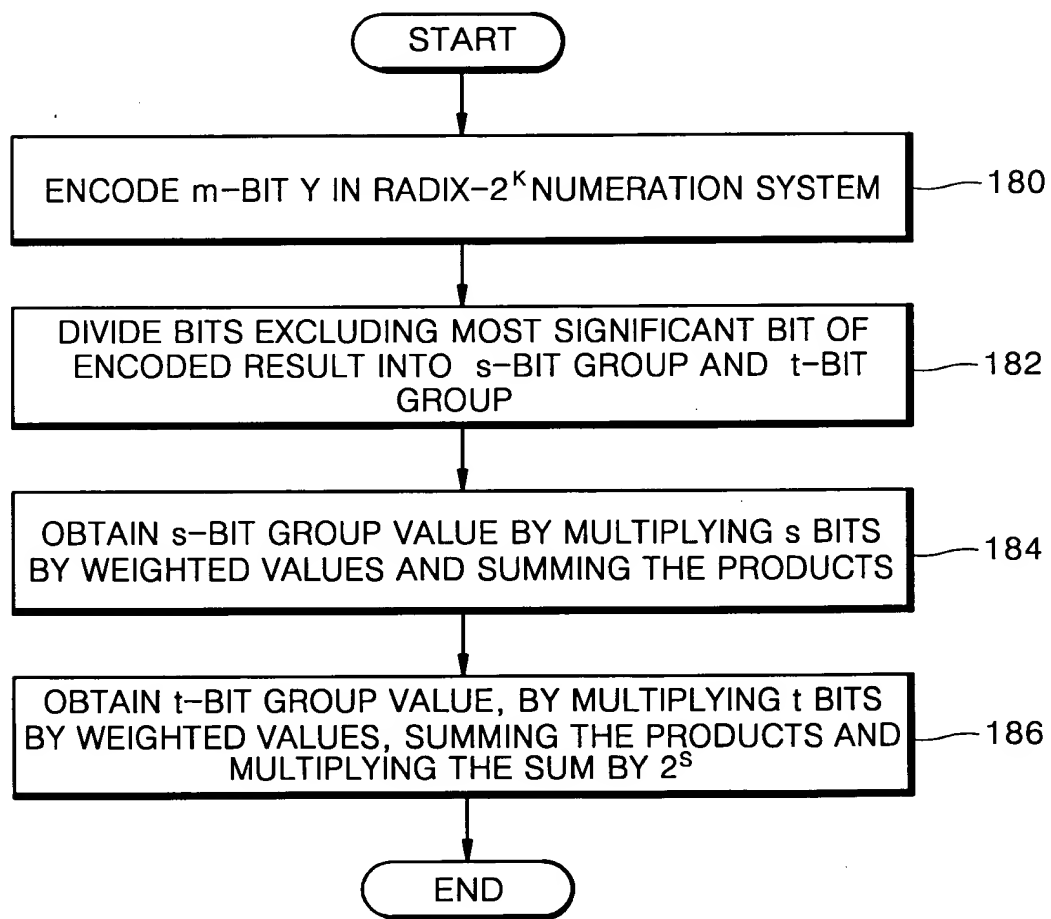 START
ENCODE m-BIT Y IN RADIX-2^K NUMERATION SYSTEM
180
DIVIDE BITS EXCLUDING MOST SIGNIFICANT BIT OF
ENCODED RESULT INTO s-BIT GROUP AND t-BIT
GROUP
182
OBTAIN s-BIT GROUP VALUE BY MULTIPLYING s BITS
BY WEIGHTED VALUES AND SUMMING THE PRODUCTS
184
OBTAIN t-BIT GROUP VALUE, BY MULTIPLYING t BITS
BY WEIGHTED VALUES, SUMMING THE PRODUCTS AND
MULTIPLYING THE SUM BY 2^S
186
END